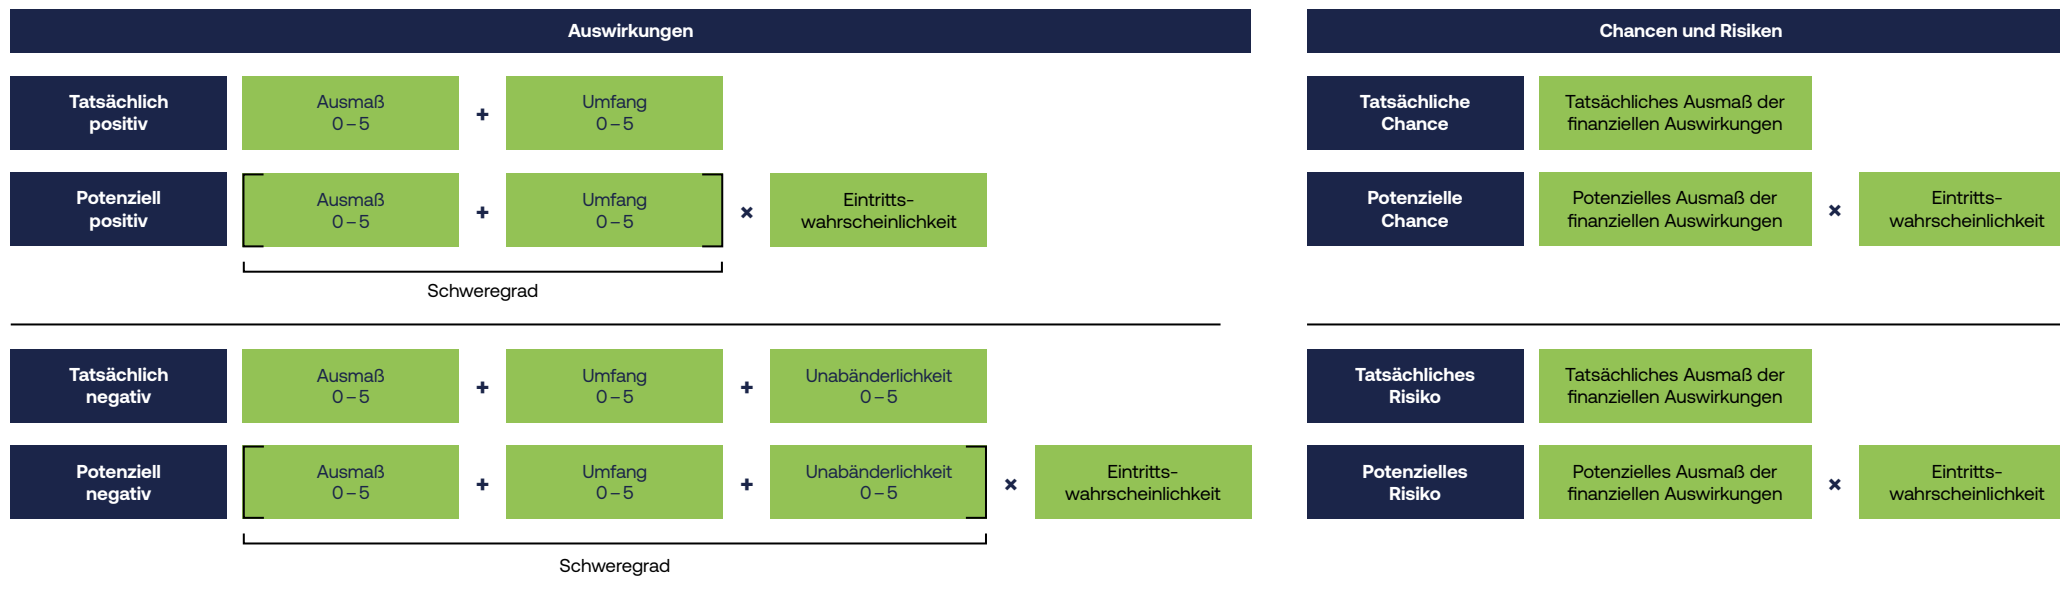 Auswirkungen
Tatsächlich
positiv
Ausmaß
0–5
+
Umfang
0–5
Potenziell
positiv
Ausmaß
0–5
+
Umfang
0–5
×
Eintritts-
wahrscheinlichkeit
Schweregrad
Tatsächlich
negativ
Ausmaß
0–5
+
Umfang
0–5
+
Unabänderlichkeit
0–5
Potenziell
negativ
Ausmaß
0–5
+
Umfang
0–5
+
Unabänderlichkeit
0–5
×
Eintritts-
wahrscheinlichkeit
Schweregrad
Chancen und Risiken
Tatsächliche
Chance
Tatsächliches Ausmaß der
finanziellen Auswirkungen
Potenzielle
Chance
Potenzielles Ausmaß der
finanziellen Auswirkungen
×
Eintritts-
wahrscheinlichkeit
Tatsächliches
Risiko
Tatsächliches Ausmaß der
finanziellen Auswirkungen
Potenzielles
Risiko
Potenzielles Ausmaß der
finanziellen Auswirkungen
×
Eintritts-
wahrscheinlichkeit